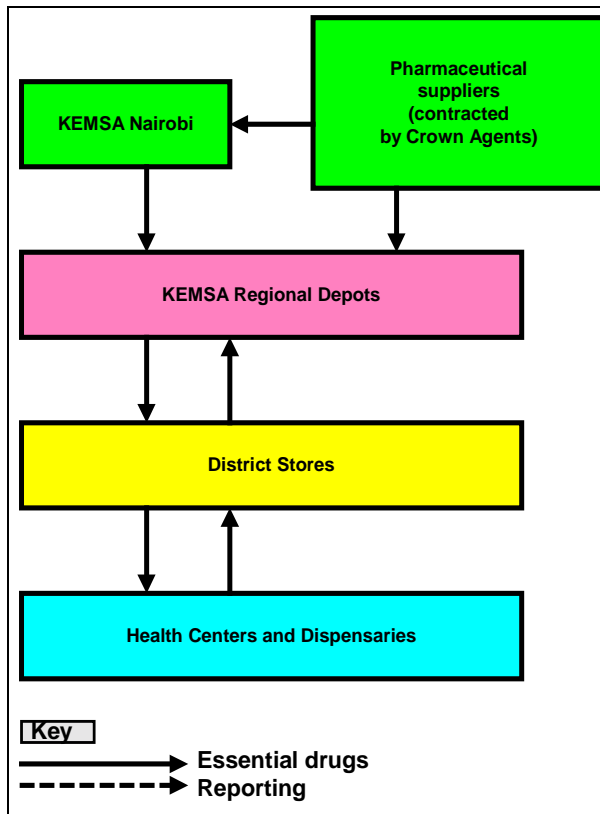 Pharmaceutical
suppliers
(contracted
by Crown Agents)
KEMSA Nairobi
KEMSA Regional Depots
District Stores
Health Centers and Dispensaries
Key
Essential drugs
Reporting